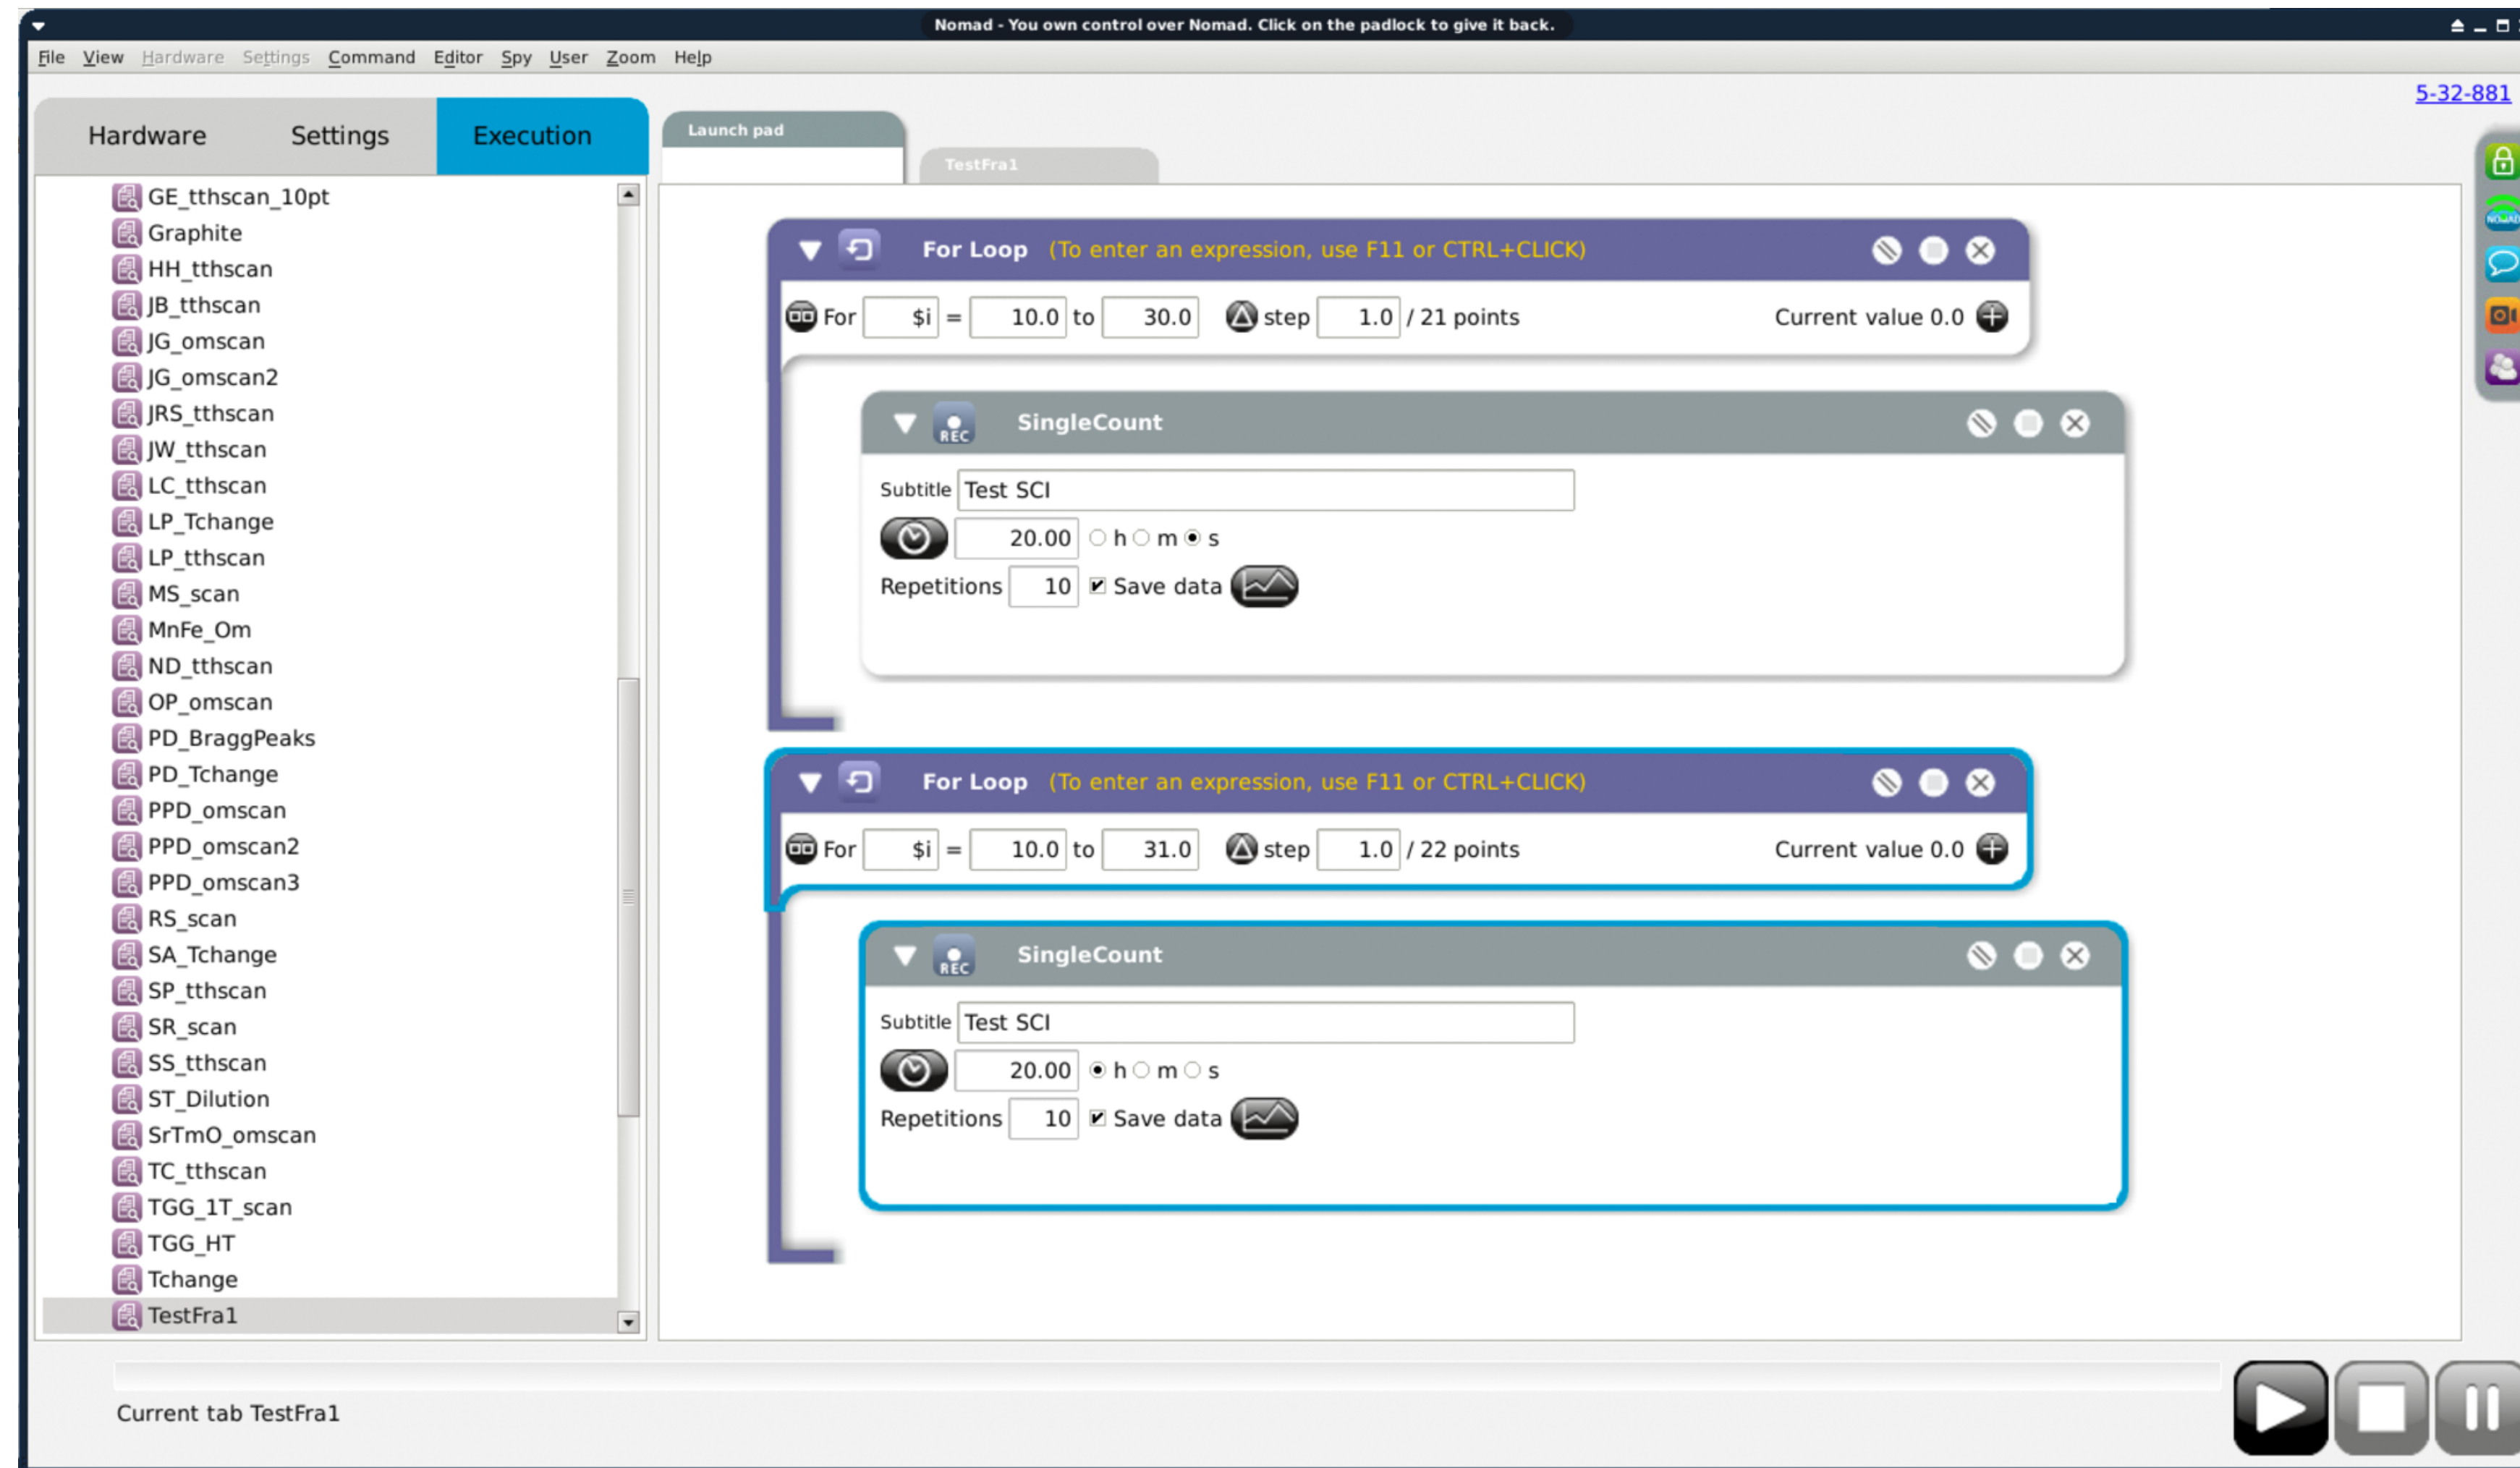 Nomad - You own control over Nomad. Click on the padlock to give it back.
File View Hardware Settings Command Editor Spy User Zoom Help
5-32-881
Hardware Settings Execution
Launch pad
TestFra1
GE_tthscan_10pt
Graphite
HH_tthscan
JB_tthscan
JG_omscan
JG_omscan2
JRS_tthscan
JW_tthscan
LC_tthscan
LP_Tchange
LP_tthscan
MS_scan
MnFe_Om
ND_tthscan
OP_omscan
PD_BraggPeaks
PD_Tchange
PPD_omscan
PPD_omscan2
PPD_omscan3
RS_scan
SA_Tchange
SP_tthscan
SR_scan
SS_tthscan
ST_Dilution
SrTmO_omscan
TC_tthscan
TGG_1T_scan
TGG_HT
Tchange
TestFra1
For Loop (To enter an expression, use F11 or CTRL+CLICK)
For $i = 10.0 to 30.0 step 1.0 / 21 points Current value 0.0
REC SingleCount
Subtitle Test SCI
20.00 h m s
Repetitions 10 Save data
For Loop (To enter an expression, use F11 or CTRL+CLICK)
For $i = 10.0 to 31.0 step 1.0 / 22 points Current value 0.0
REC SingleCount
Subtitle Test SCI
20.00 h m s
Repetitions 10 Save data
NOMAD
Current tab TestFra1